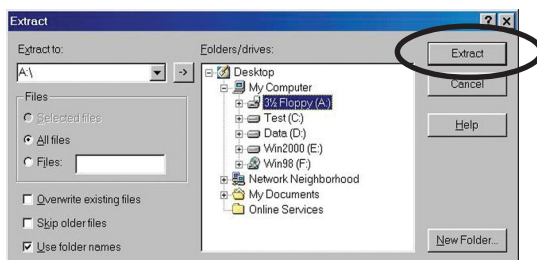 Extract
Extract to:
Folders/drives:
A:\
Extract
Cancel
Help
New Folder...
Files
Selected files
All files
Files:
Overwrite existing files
Skip older files
Use folder names
Desktop
My Computer
3½ Floppy (A:)
Test (C:)
Data (D:)
Win2000 (E:)
Win98 (F:)
Network Neighborhood
My Documents
Online Services